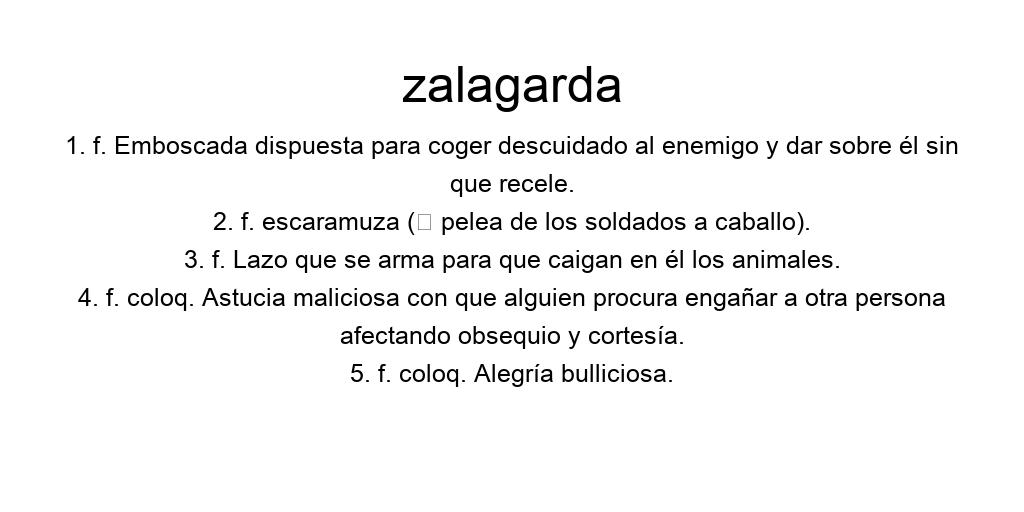 zalagarda
1. f. Emboscada dispuesta para coger descuidado al enemigo y dar sobre él sin
que recele.
2. f. escaramuza (□ pelea de los soldados a caballo).
3. f. Lazo que se arma para que caigan en él los animales.
4. f. coloq. Astucia maliciosa con que alguien procura engañar a otra persona
afectando obsequio y cortesía.
5. f. coloq. Alegría bulliciosa.